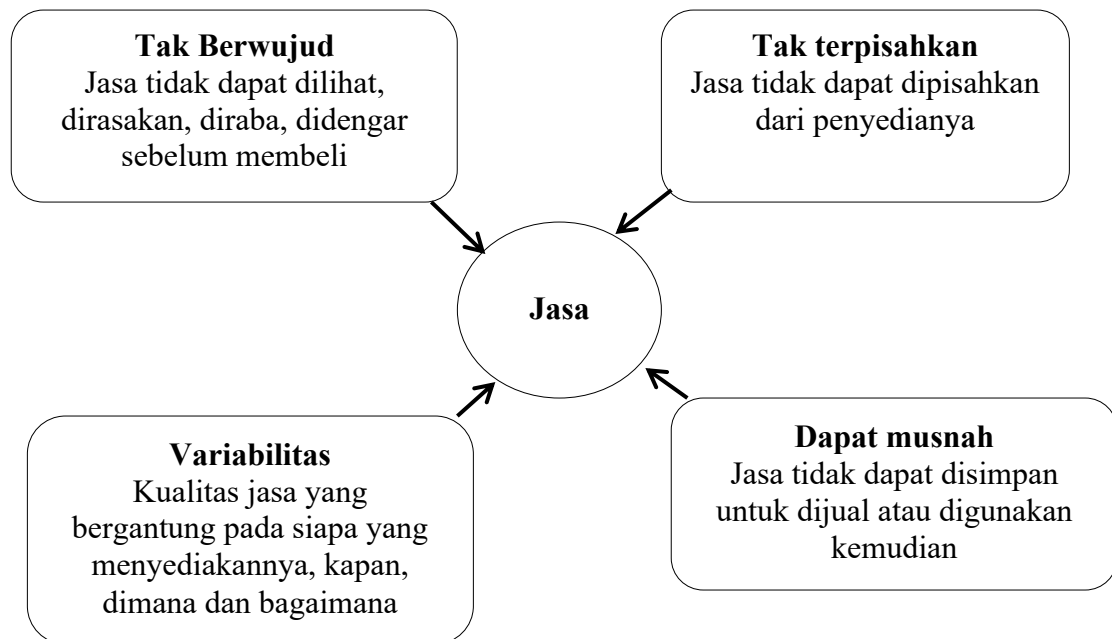 Tak Berwujud
Jasa tidak dapat dilihat,
dirasakan, diraba, didengar
sebelum membeli
Tak terpisahkan
Jasa tidak dapat dipisahkan
dari penyedianya
Jasa
Variabilitas
Kualitas jasa yang
bergantung pada siapa yang
menyediakannya, kapan,
dimana dan bagaimana
Dapat musnah
Jasa tidak dapat disimpan
untuk dijual atau digunakan
kemudian